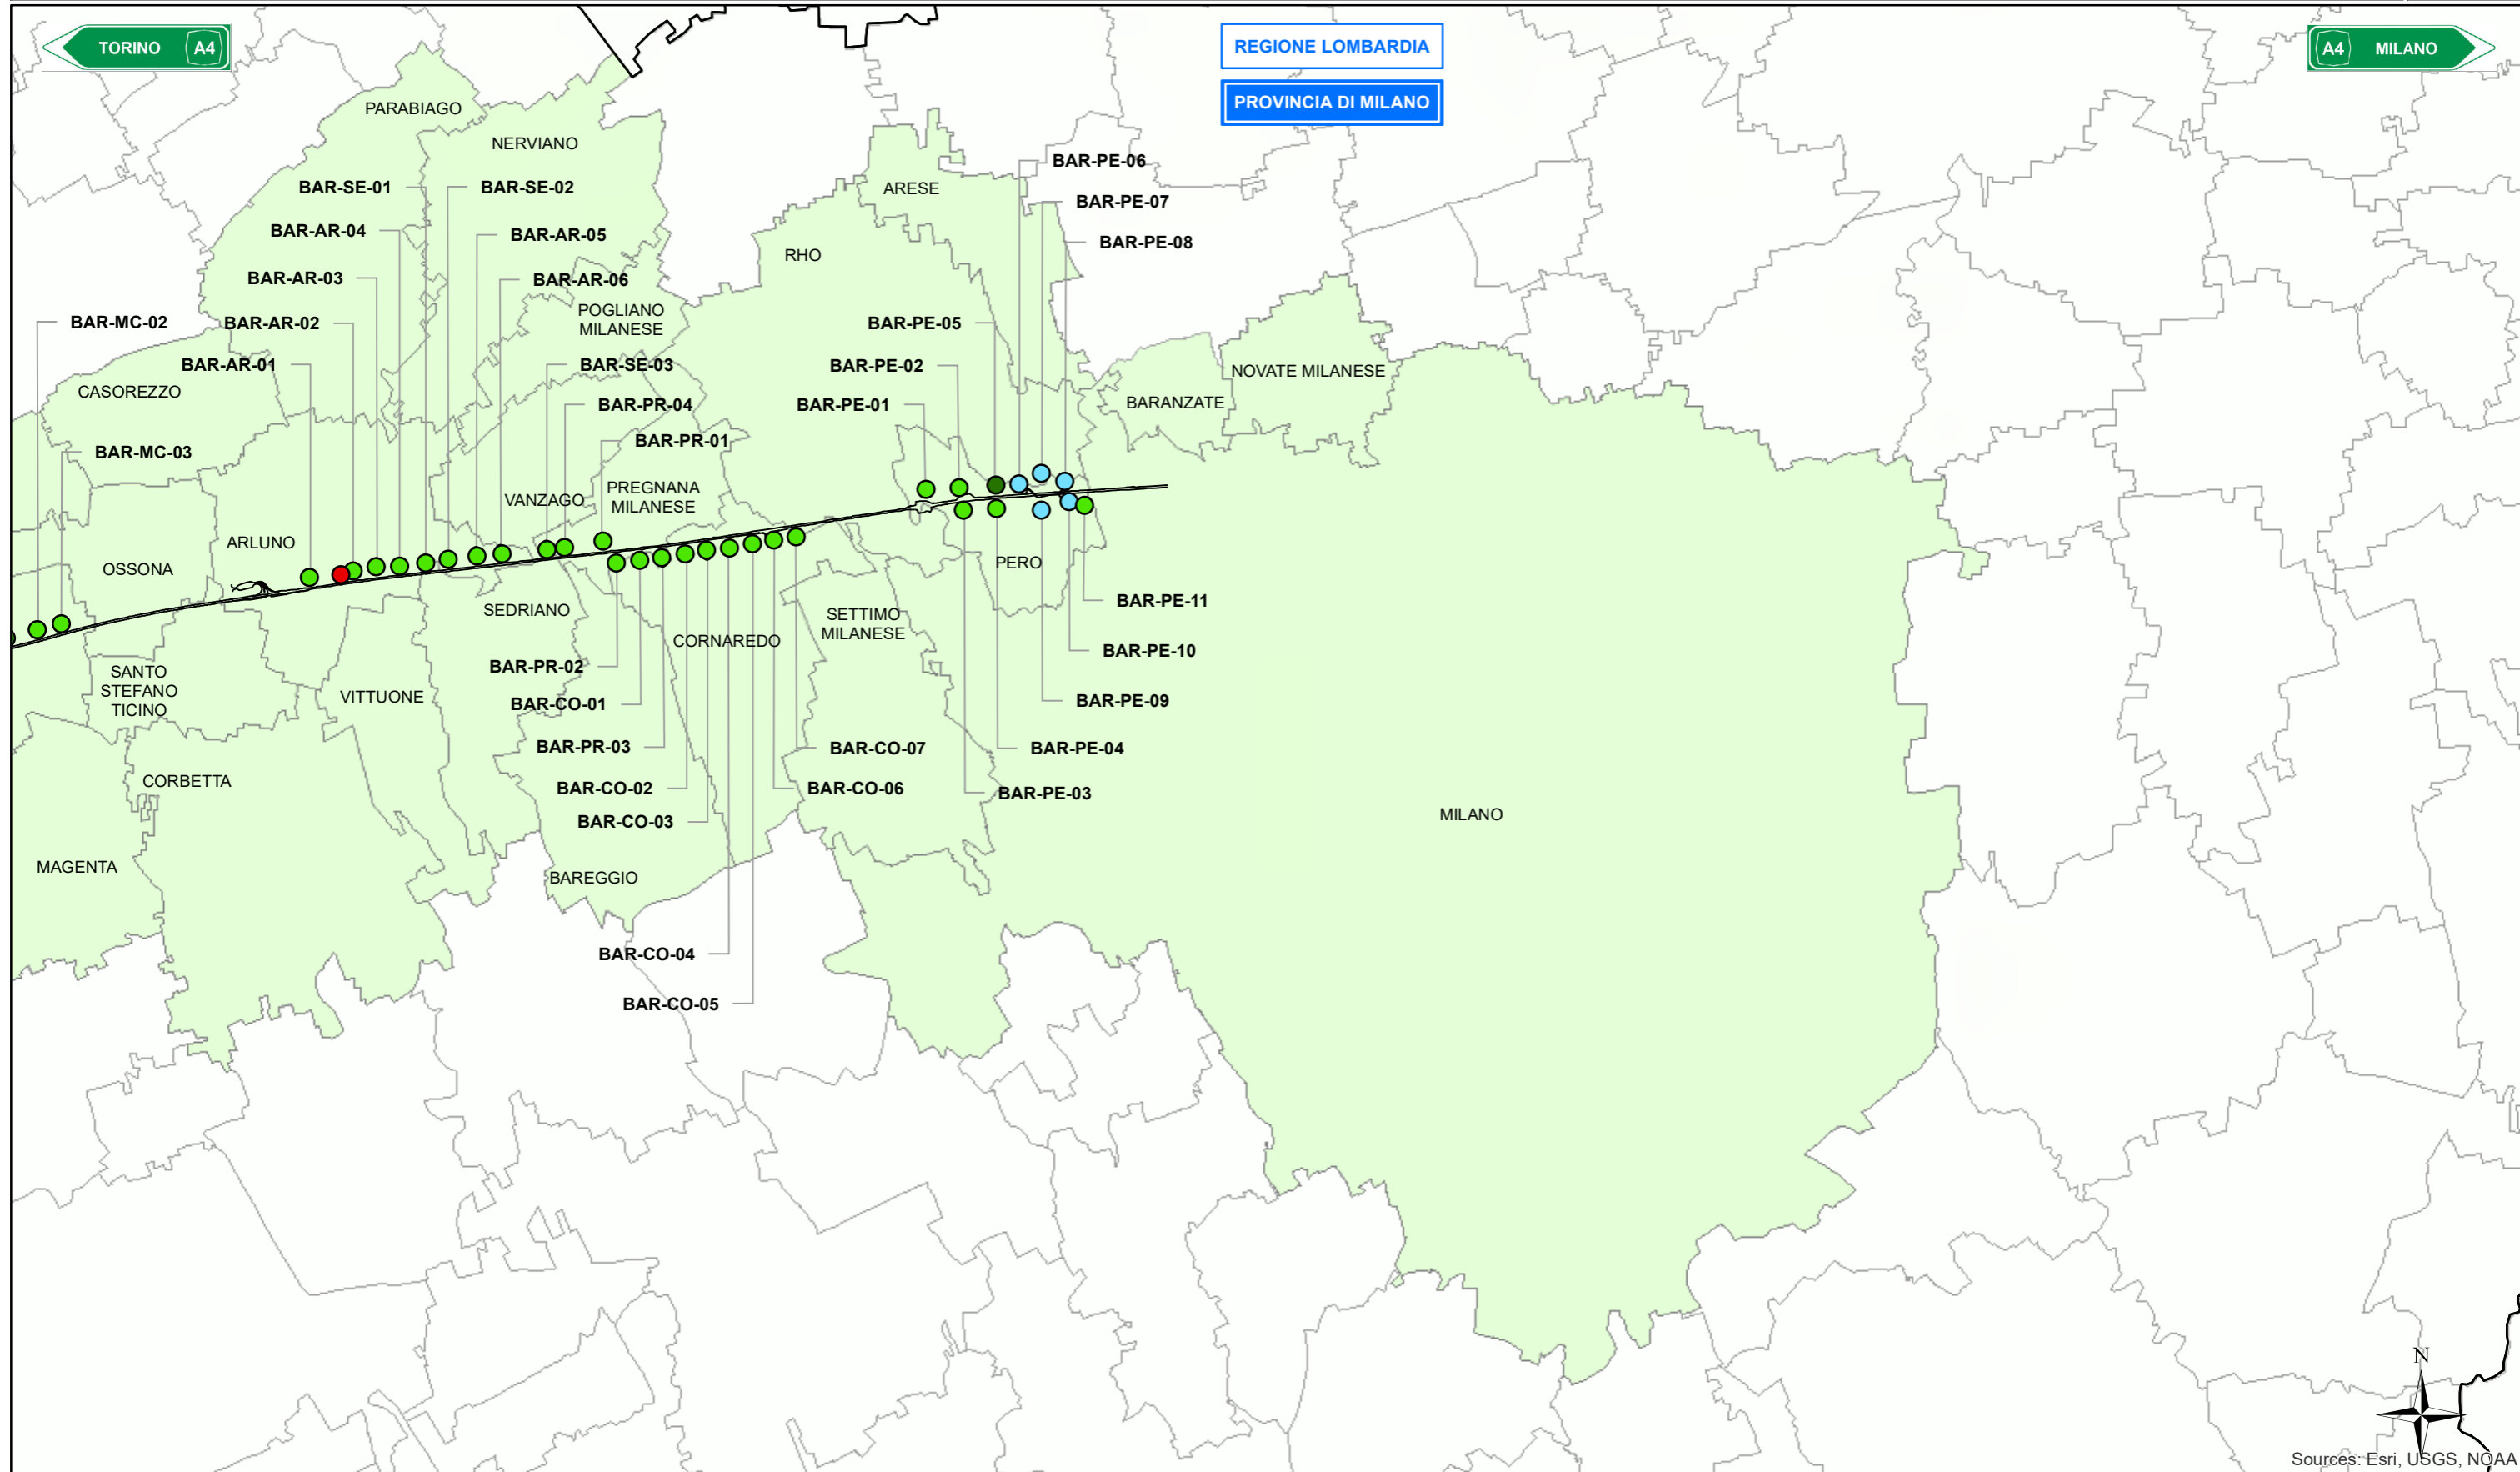 TORINO A4
REGIONE LOMBARDIA
PROVINCIA DI MILANO
A4 MILANO
PARABIAGO
NERVIANO
BAR-PE-06
BAR-SE-01
BAR-SE-02
ARESE
BAR-PE-07
BAR-AR-04
BAR-AR-05
BAR-PE-08
RHO
BAR-AR-03
BAR-AR-06
POGLIANO
MILANESE
BAR-MC-02
BAR-AR-02
BAR-PE-05
BAR-AR-01
BAR-SE-03
BAR-PE-02
NOVATE MILANESE
CASOREZZO
BAR-PR-04
BAR-PE-01
BARANZATE
BAR-PR-01
BAR-MC-03
VANZAGO
PREGNANA
MILANESE
ARLUNO
OSSONA
PERO
SEDRIANO
BAR-PE-11
SETTIMO
MILANESE
CORNAREDO
BAR-PE-10
BAR-PR-02
SANTO
STEFANO
TICINO
VITTUONE
BAR-CO-01
BAR-PE-09
BAR-PR-03
BAR-CO-07
BAR-PE-04
CORBETTA
BAR-CO-02
BAR-CO-06
BAR-PE-03
BAR-CO-03
MILANO
MAGENTA
BAREGGIO
BAR-CO-04
BAR-CO-05
N
Sources: Esri, USGS, NOAA